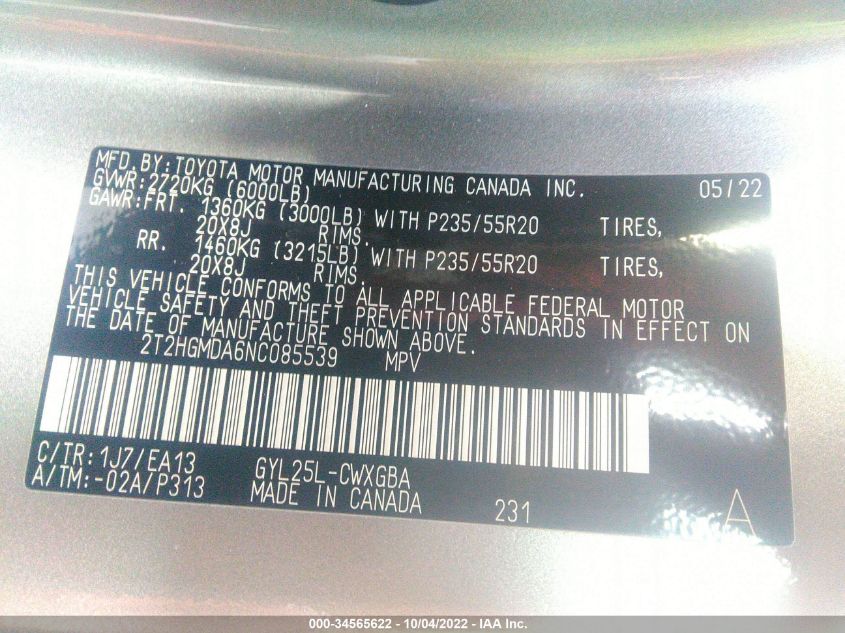 MFD. BY: TOYOTA MOTOR MANUFACTURING CANADA INC. 05/22
GVWR: 2720KG (6000LB)
GAWR: FRT. 1360KG (3000LB) WITH P235/55R20 TIRES,
20X8J RIMS.
RR. 1460KG (3215LB) WITH P235/55R20 TIRES,
20X8J RIMS.
THIS VEHICLE CONFORMS TO ALL APPLICABLE FEDERAL MOTOR
VEHICLE SAFETY AND THEFT PREVENTION STANDARDS IN EFFECT ON
THE DATE OF MANUFACTURE SHOWN ABOVE.
2T2HGMDA6NC085539 MPV
C/TR: 1J7/EA13 GYL25L-CWXGBA
A/TM: -02A/P313 MADE IN CANADA 231 A
000-34565622 - 10/04/2022 - IAA Inc.